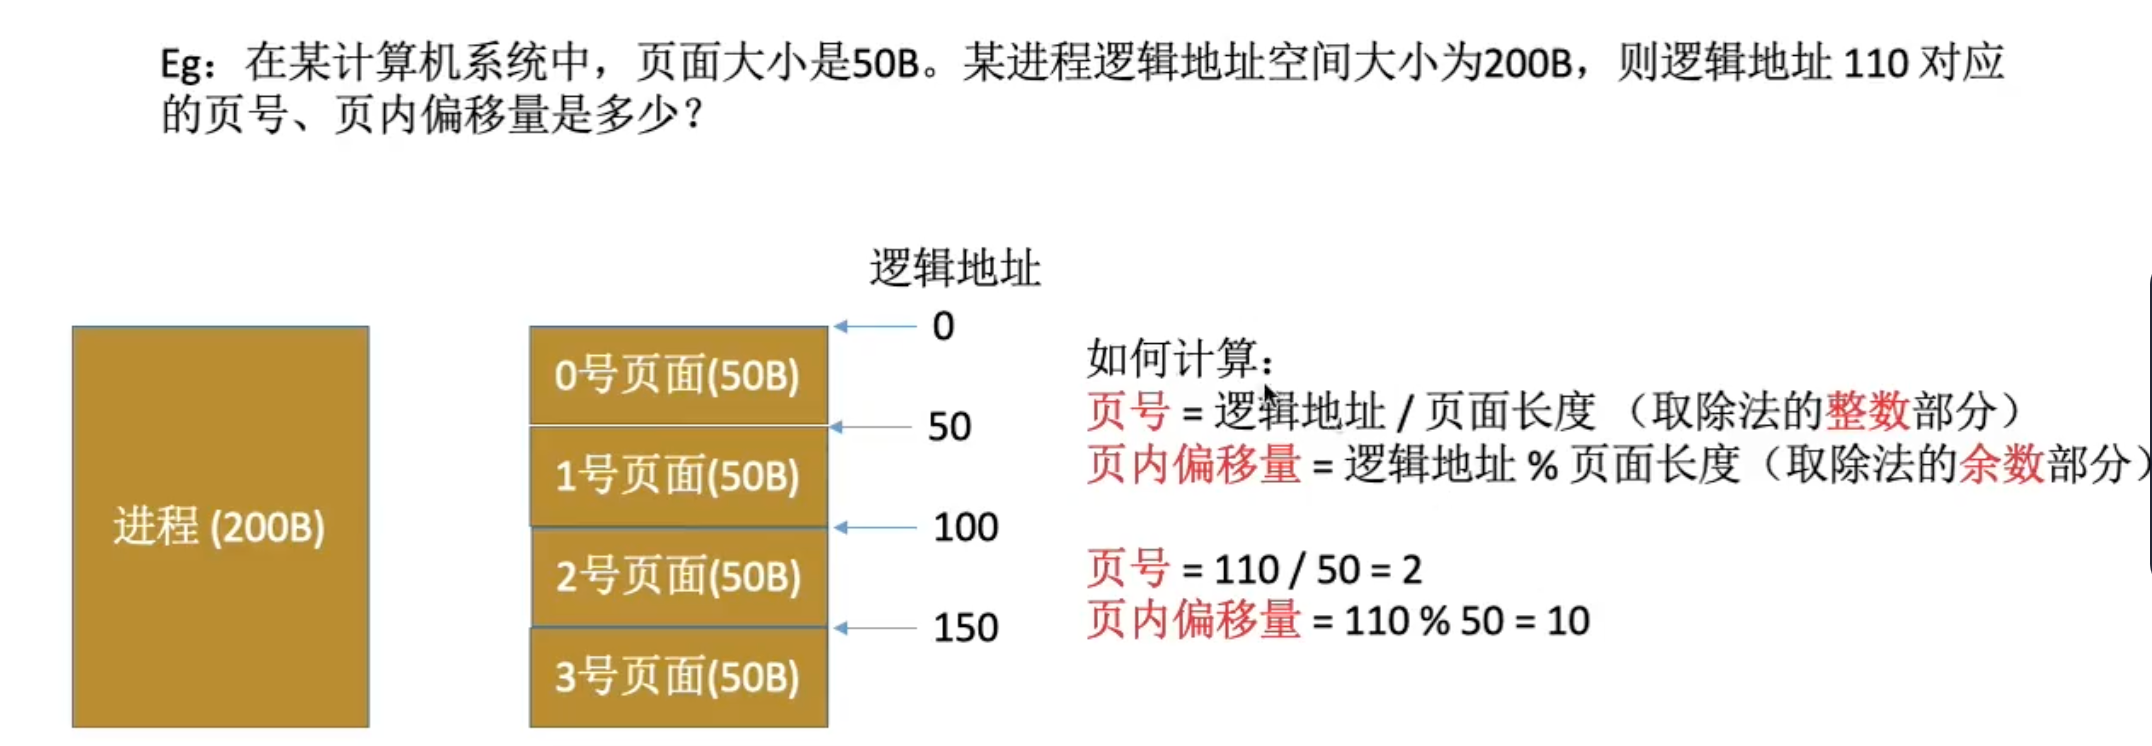 Eg：在某计算机系统中，页面大小是50B。某进程逻辑地址空间大小为200B，则逻辑地址 110 对应
的页号、页内偏移量是多少？
逻辑地址
进程 (200B)
0号页面(50B)
1号页面(50B)
2号页面(50B)
3号页面(50B)
0
50
100
150
如何计算：
页号 = 逻辑地址 / 页面长度 （取除法的整数部分）
页内偏移量 = 逻辑地址 % 页面长度（取除法的余数部分）
页号 = 110 / 50 = 2
页内偏移量 = 110 % 50 = 10